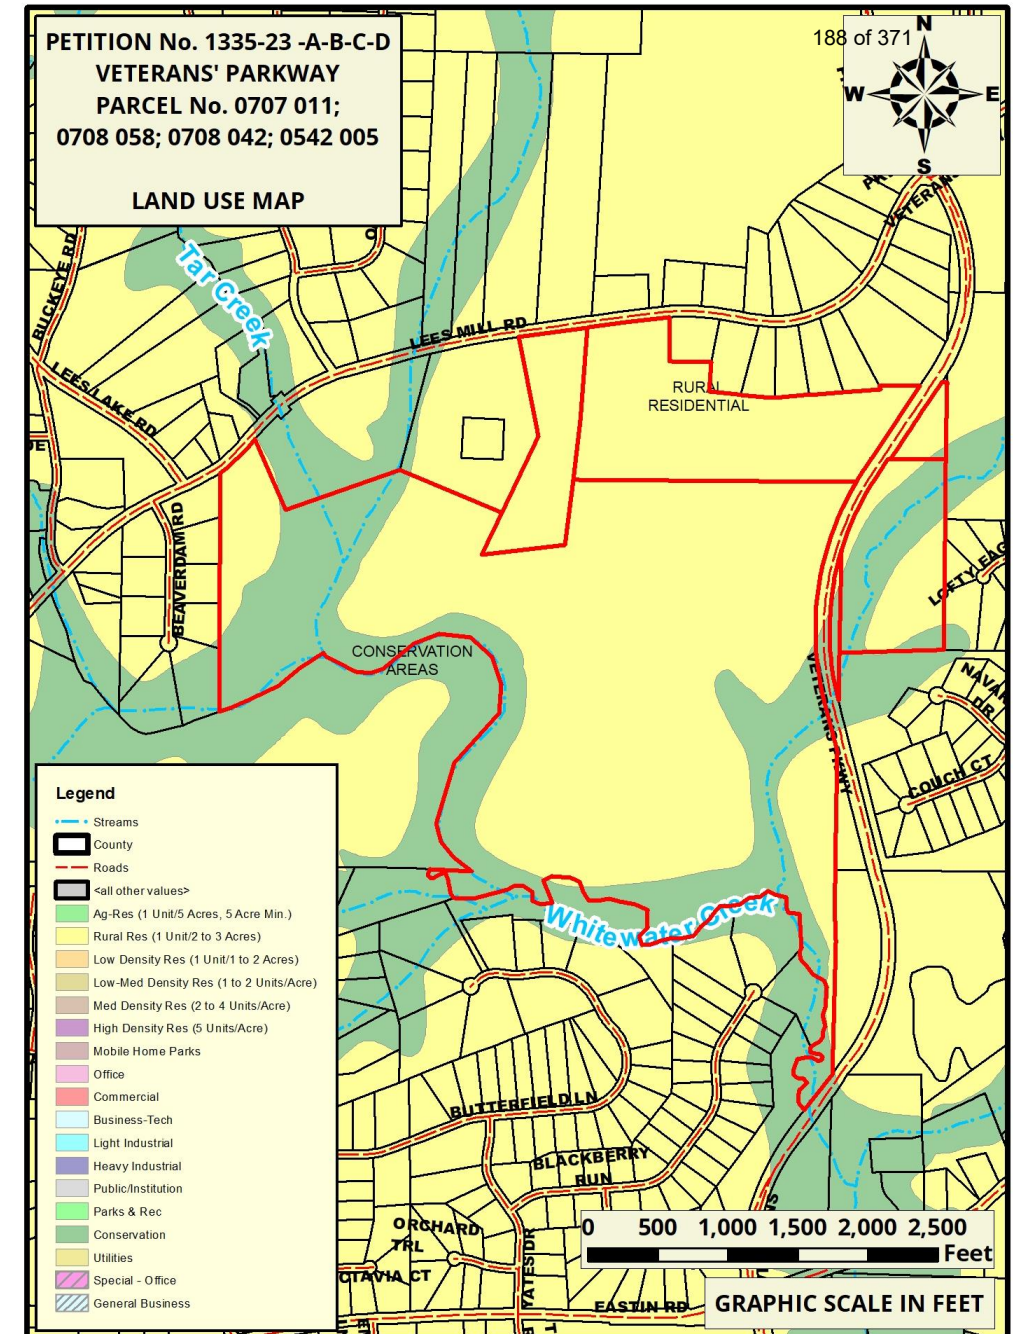 PETITION No. 1335-23 -A-B-C-D
VETERANS' PARKWAY
PARCEL No. 0707 011;
0708 058; 0708 042; 0542 005
LAND USE MAP
188 of 371
N
W
E
S
VETERANS
BUCKEYE RD
Tar Creek
LEES MILL RD
LEES LAKE RD
RURAL
RESIDENTIAL
BEAVERDAM RD
CONSERVATION
AREAS
VETERANS PKWY
COUCH CT
DR
Whitewater Creek
Legend
Streams
County
Roads
<all other values>
Ag-Res (1 Unit/5 Acres, 5 Acre Min.)
Rural Res (1 Unit/2 to 3 Acres)
Low Density Res (1 Unit/1 to 2 Acres)
Low-Med Density Res (1 to 2 Units/Acre)
Med Density Res (2 to 4 Units/Acre)
High Density Res (5 Units/Acre)
Mobile Home Parks
Office
Commercial
Business-Tech
Light Industrial
Heavy Industrial
Public/Institution
Parks & Rec
Conservation
Utilities
Special - Office
General Business
BUTTERFIELD LN
BLACKBERRY
RUN
ORCHARD
TRL
CTAVIA CT
YATES DR
EASTIN RD
0 500 1,000 1,500 2,000 2,500
Feet
GRAPHIC SCALE IN FEET